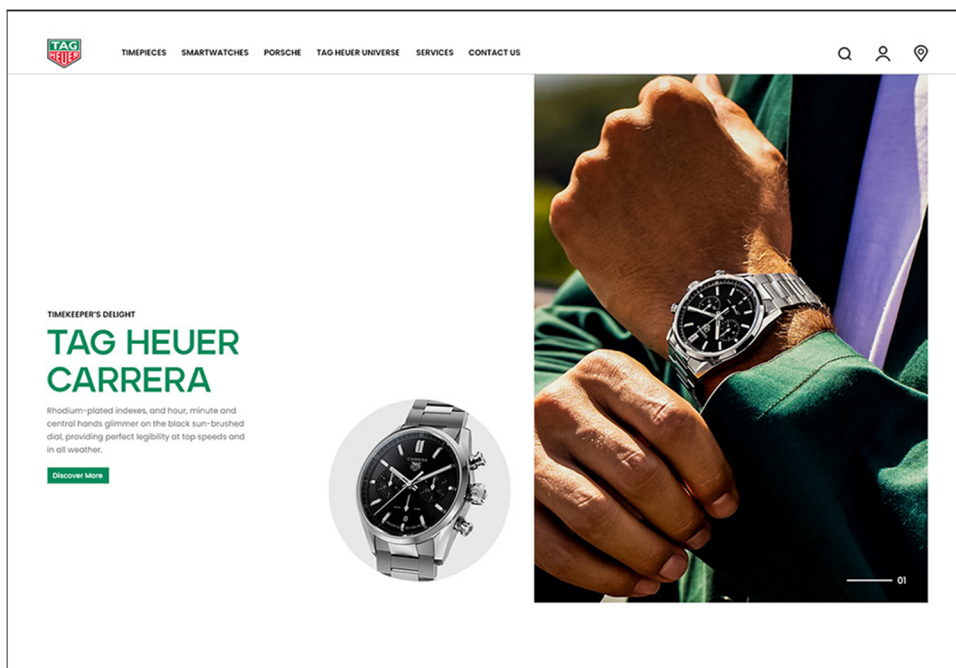 TAG
HEUER
TIMEPIECES SMARTWATCHES PORSCHE TAG HEUER UNIVERSE SERVICES CONTACT US
TIMEKEEPER'S DELIGHT
TAG HEUER
CARRERA
Rhodium-plated indexes, and hour, minute and
central hands glimmer on the black sun-brushed
dial, providing perfect legibility at top speeds and
in all weather.
Discover More
CARRERA
TAG
01